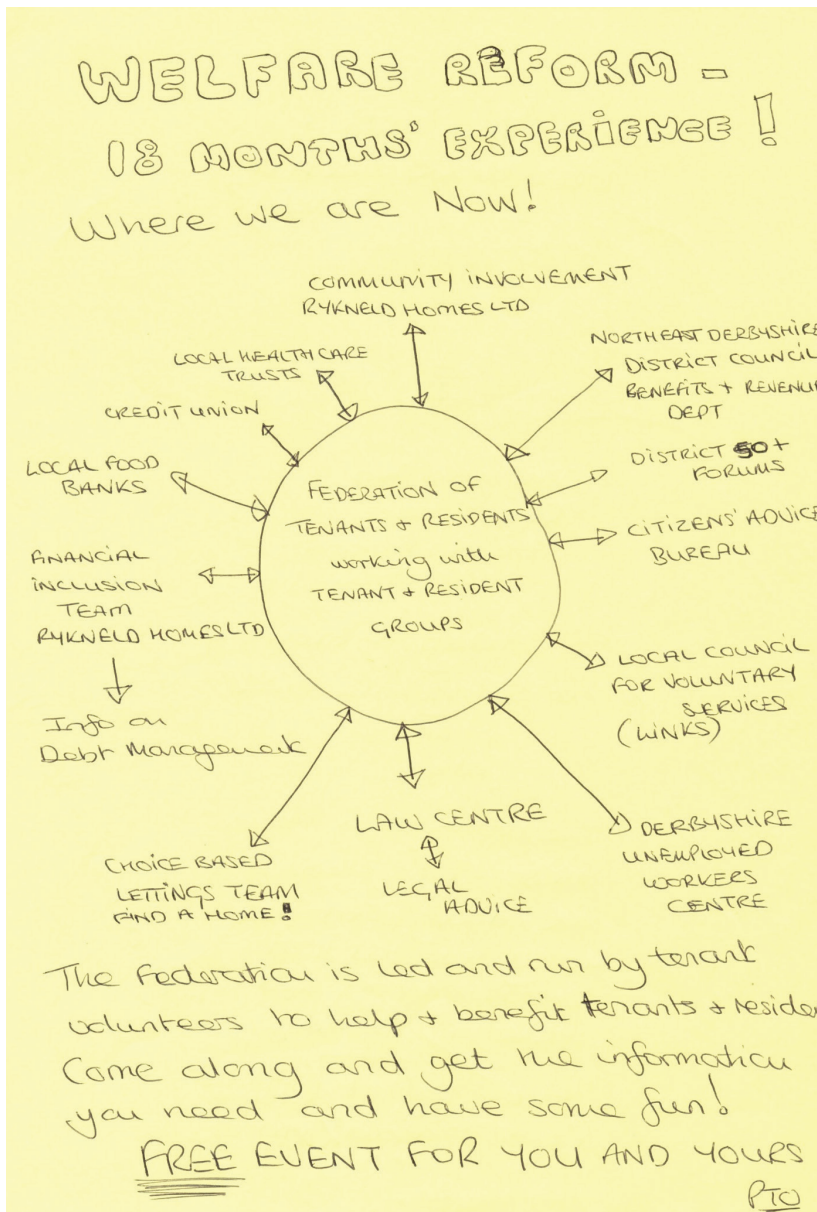 WELFARE REFORM -
18 MONTHS' EXPERIENCE!
Where we are Now!
COMMUNITY INVOLVEMENT
RYKNELD HOMES LTD
NORTH EAST DERBYSHIRE
DISTRICT COUNCIL
BENEFITS + REVENUE
DEPT
LOCAL HEALTH CARE
TRUSTS
CREDIT UNION
DISTRICT 50+
FORUMS
LOCAL FOOD
BANKS
CITIZENS' ADVICE
BUREAU
FEDERATION OF
TENANTS & RESIDENTS
working with
TENANT & RESIDENT
GROUPS
FINANCIAL
INCLUSION
TEAM
RYKNELD HOMES LTD
Info on
Debt Management
LOCAL COUNCIL
FOR VOLUNTARY
SERVICES
(LINKS)
CHOICE BASED
LETTINGS TEAM
FIND A HOME!
LAW CENTRE
LEGAL
ADVICE
DERBYSHIRE
UNEMPLOYED
WORKERS
CENTRE
The Federation is led and run by tenant
volunteers to help & benefit tenants & reside
Come along and get the information
you need and have some fun!
FREE EVENT FOR YOU AND YOURS
PTO